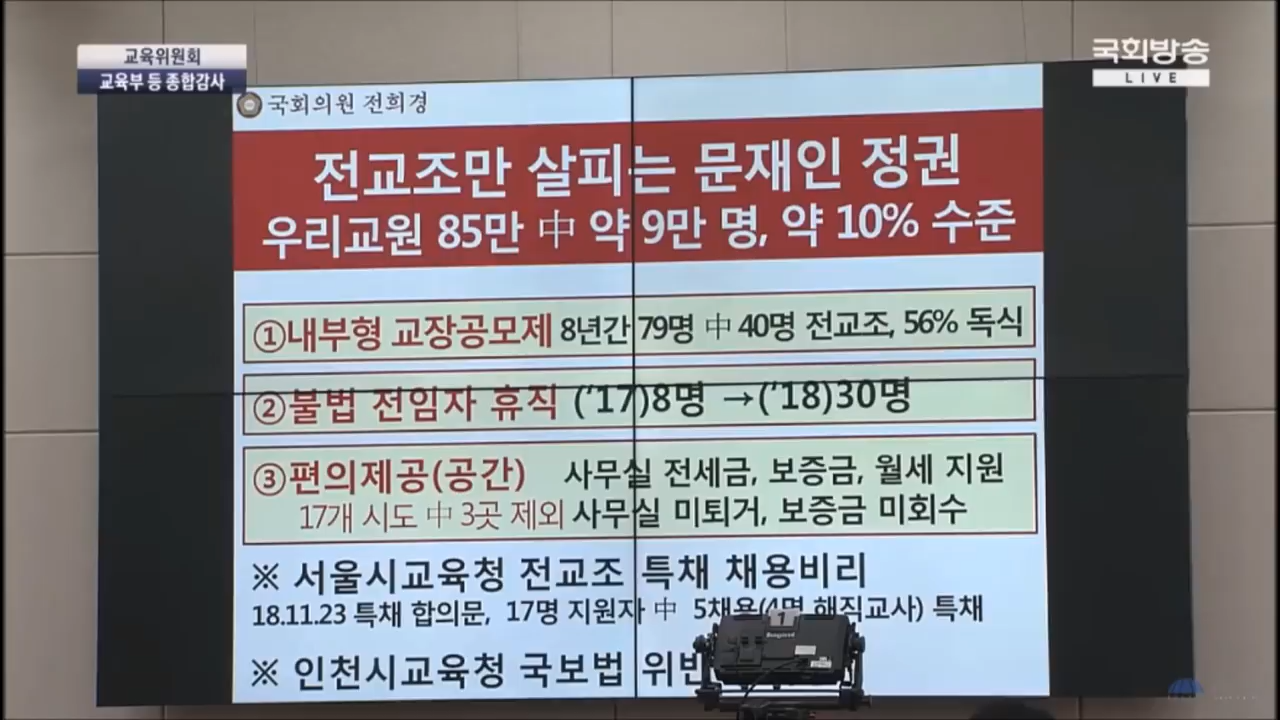 교육위원회
교육부 등 종합감사
국회방송
LIVE
국회의원 전희경
전교조만 살피는 문재인 정권
우리교원 85만 中 약 9만 명, 약 10% 수준
①내부형 교장공모제 8년간 79명 中 40명 전교조, 56% 독식
②불법 전임자 휴직 ('17)8명 →('18)30명
③편의제공(공간) 사무실 전세금, 보증금, 월세 지원
17개 시도 中 3곳 제외 사무실 미퇴거, 보증금 미회수
※ 서울시교육청 전교조 특채 채용비리
18.11.23 특채 합의문, 17명 지원자 中 5채용(4명 해직교사) 특채
1
※ 인천시교육청 국보법 위반